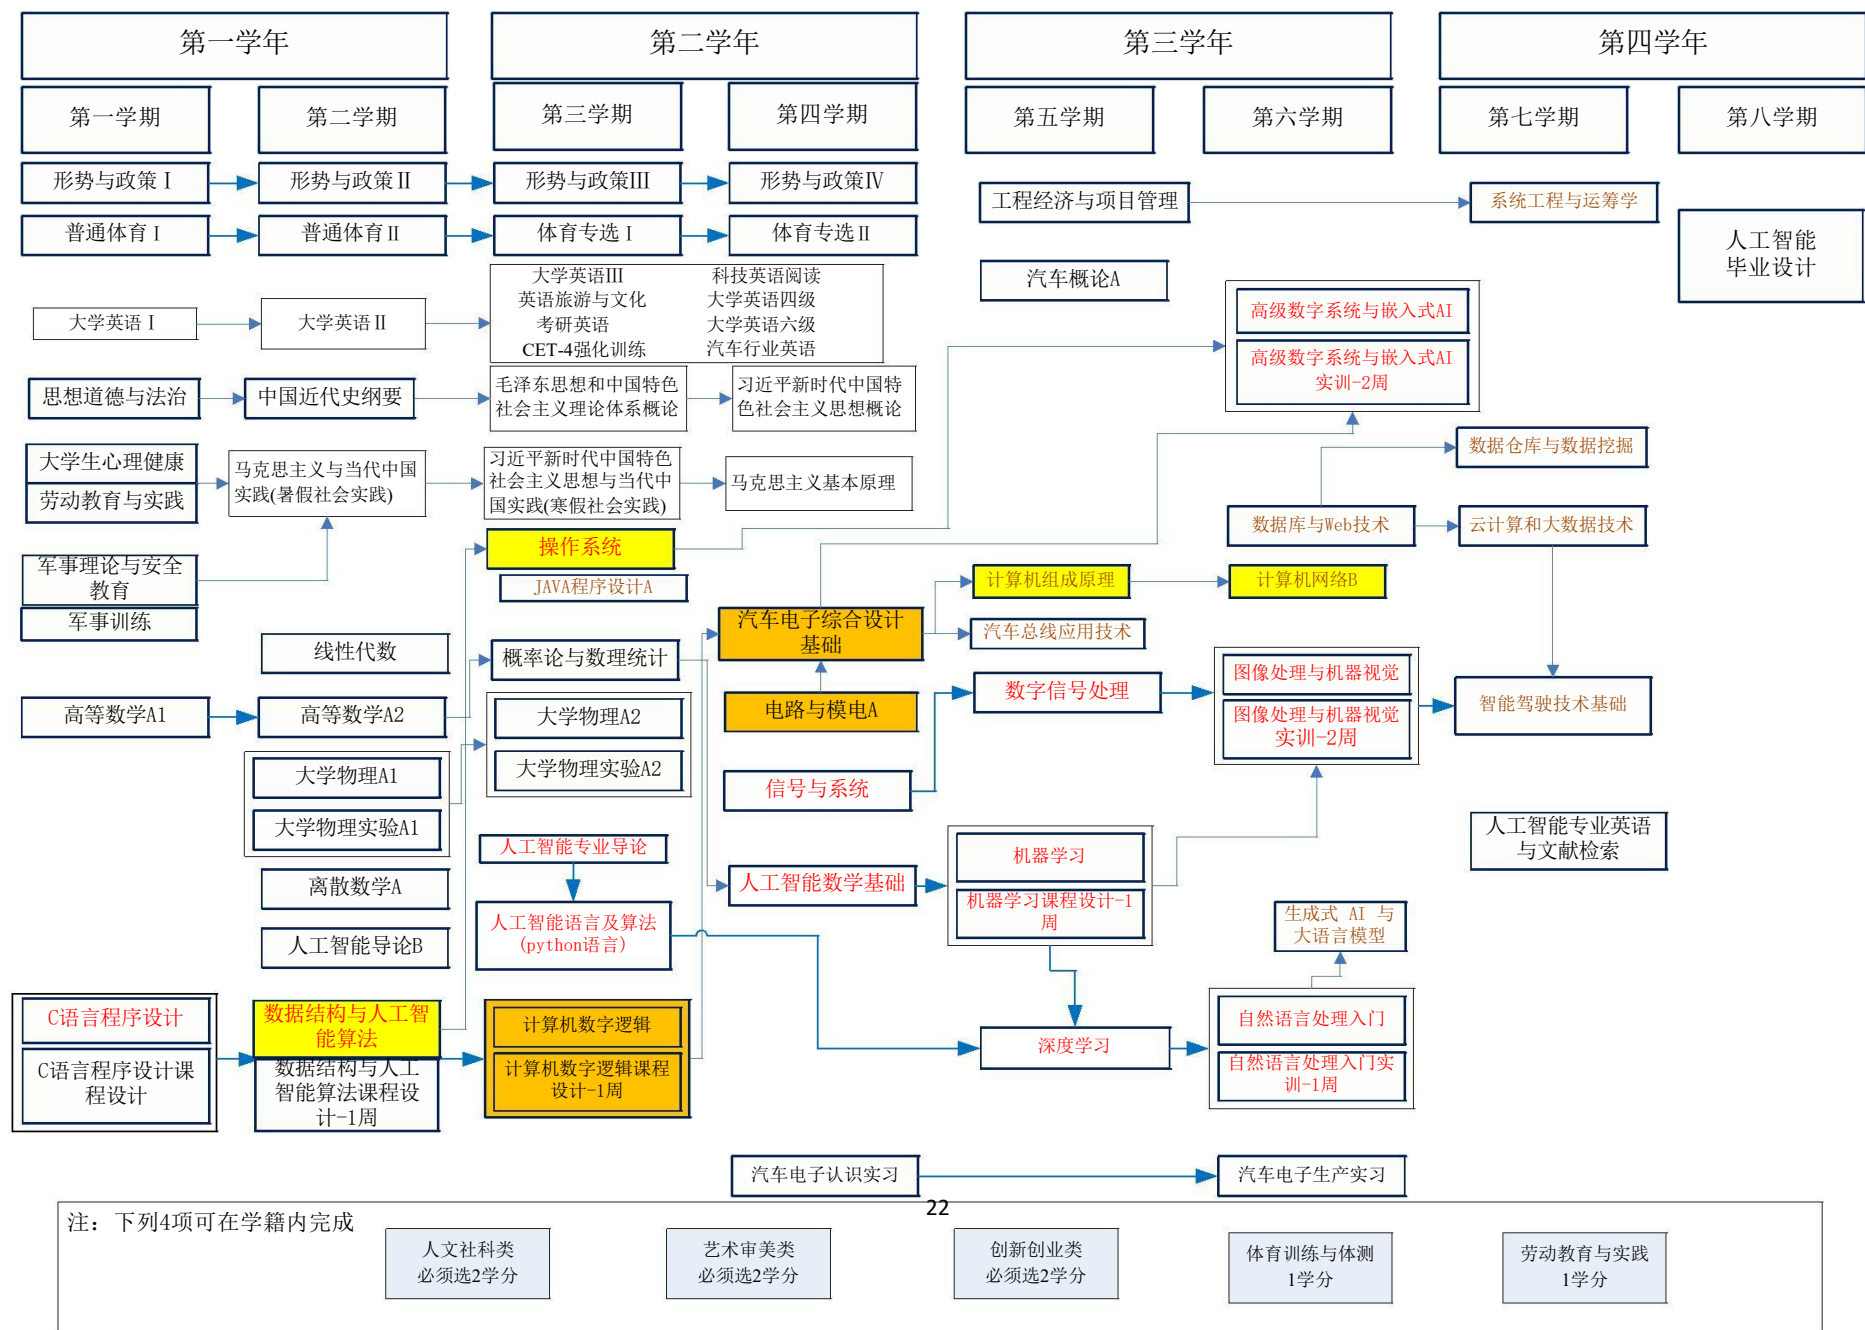 第一学年
第二学年
第三学年
第四学年
第一学期
第二学期
第三学期
第四学期
第五学期
第六学期
第七学期
第八学期
形势与政策Ⅰ
形势与政策Ⅱ
形势与政策Ⅲ
形势与政策Ⅳ
工程经济与项目管理
系统工程与运筹学
普通体育Ⅰ
普通体育Ⅱ
体育专选Ⅰ
体育专选Ⅱ
人工智能
毕业设计
汽车概论A
大学英语Ⅰ
大学英语Ⅱ
大学英语Ⅲ
英语旅游与文化
考研英语
CET-4强化训练
科技英语阅读
大学英语四级
大学英语六级
汽车行业英语
高级数字系统与嵌入式AI
高级数字系统与嵌入式AI
实训-2周
思想道德与法治
中国近代史纲要
毛泽东思想和中国特色
社会主义理论体系概论
习近平新时代中国特
色社会主义思想概论
大学生心理健康
劳动教育与实践
马克思主义与当代中国
实践(暑假社会实践)
习近平新时代中国特色
社会主义思想与当代中
国实践(寒假社会实践)
马克思主义基本原理
数据仓库与数据挖掘
数据库与Web技术
云计算和大数据技术
军事理论与安全
教育
军事训练
操作系统
JAVA程序设计A
计算机组成原理
计算机网络B
汽车电子综合设计
基础
汽车总线应用技术
线性代数
概率论与数理统计
高等数学A1
高等数学A2
大学物理A2
大学物理实验A2
电路与模电A
数字信号处理
图像处理与机器视觉
图像处理与机器视觉
实训-2周
智能驾驶技术基础
大学物理A1
大学物理实验A1
信号与系统
人工智能专业导论
人工智能专业英语
与文献检索
离散数学A
人工智能数学基础
机器学习
机器学习课程设计-1
周
人工智能语言及算法
(python语言)
生成式 AI 与
大语言模型
人工智能导论B
C语言程序设计
C语言程序设计课
程设计
数据结构与人工智
能算法
数据结构与人工
智能算法课程设
计-1周
计算机数字逻辑
计算机数字逻辑课程
设计-1周
深度学习
自然语言处理入门
自然语言处理入门实
训-1周
汽车电子认识实习
汽车电子生产实习
22
注：下列4项可在学籍内完成
人文社科类
必须选2学分
艺术审美类
必须选2学分
创新创业类
必须选2学分
体育训练与体测
1学分
劳动教育与实践
1学分